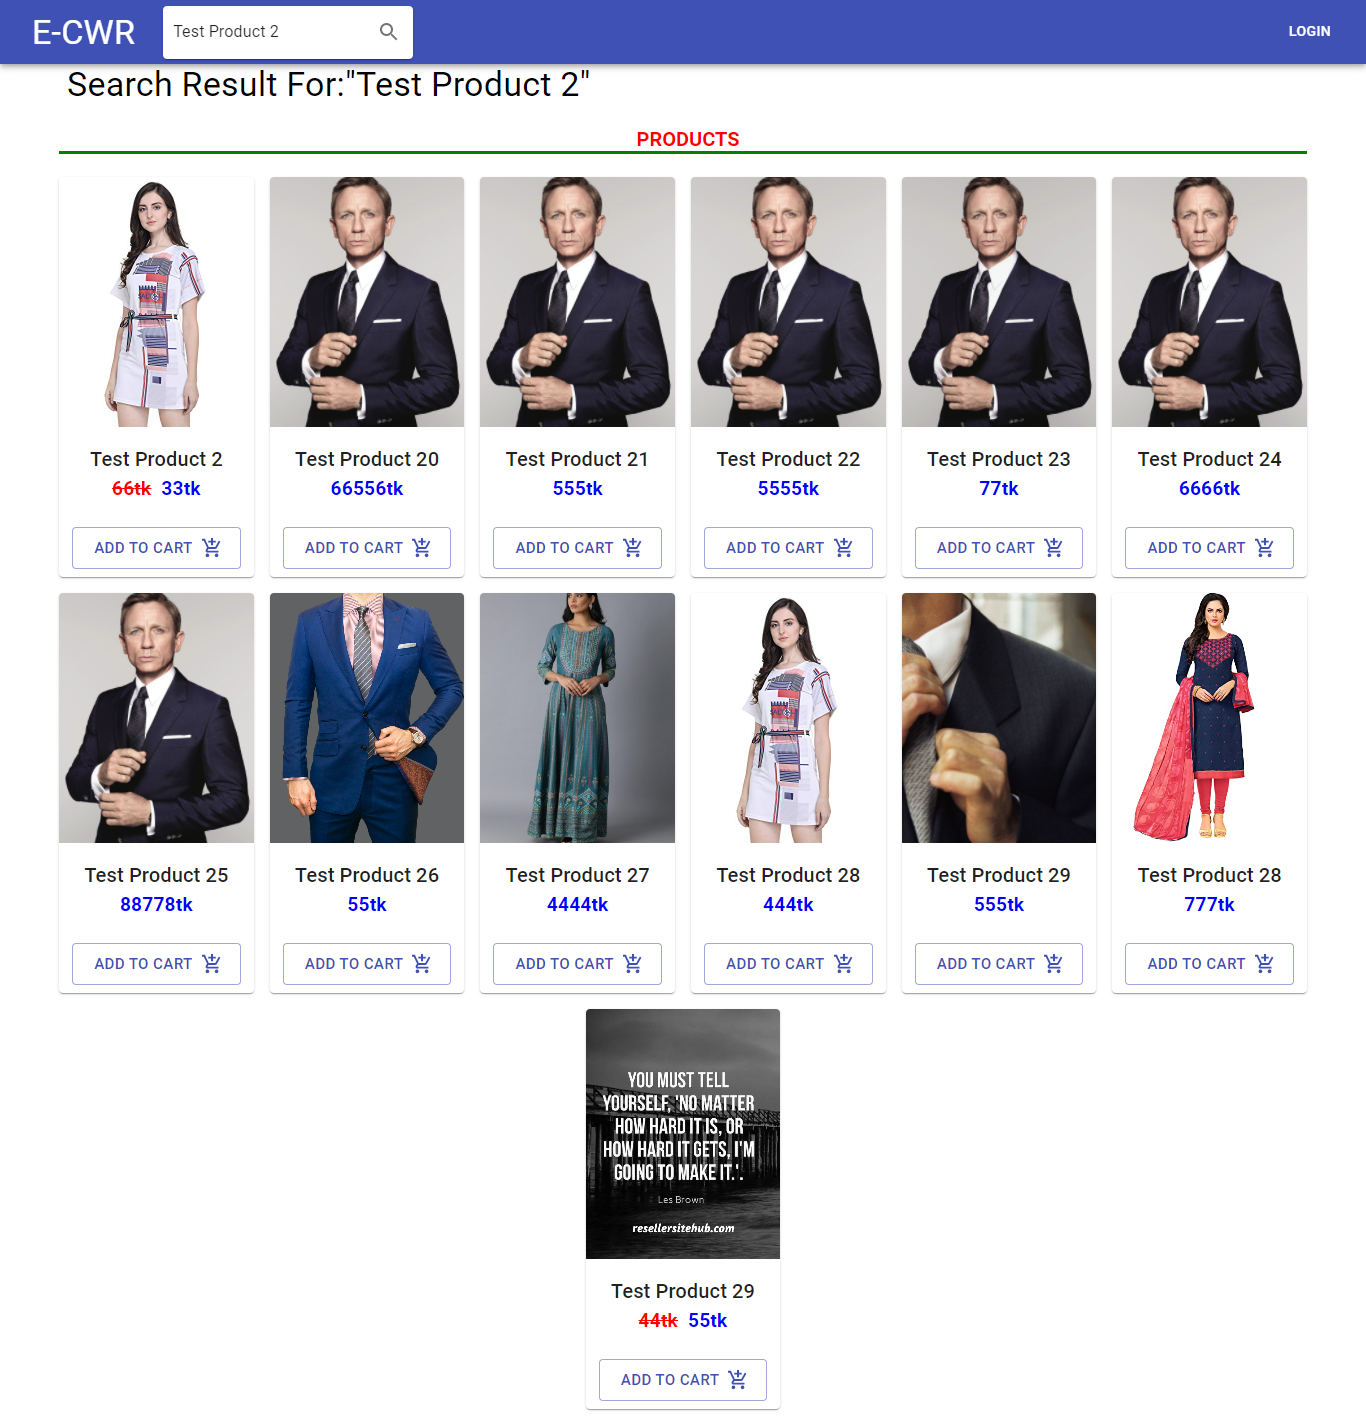 E-CWR
Test Product 2
LOGIN
Search Result For:"Test Product 2"
PRODUCTS
Test Product 2
66tk 33tk
ADD TO CART
Test Product 20
66556tk
ADD TO CART
Test Product 21
555tk
ADD TO CART
Test Product 22
5555tk
ADD TO CART
Test Product 23
77tk
ADD TO CART
Test Product 24
6666tk
ADD TO CART
Test Product 25
88778tk
ADD TO CART
Test Product 26
55tk
ADD TO CART
Test Product 27
4444tk
ADD TO CART
Test Product 28
444tk
ADD TO CART
Test Product 29
555tk
ADD TO CART
Test Product 28
777tk
ADD TO CART
YOU MUST TELL
YOURSELF, 'NO MATTER
HOW HARD IT IS, OR
HOW HARD IT GETS, I'M
GOING TO MAKE IT.'.
Les Brown
resellersitehub.com
Test Product 29
44tk 55tk
ADD TO CART